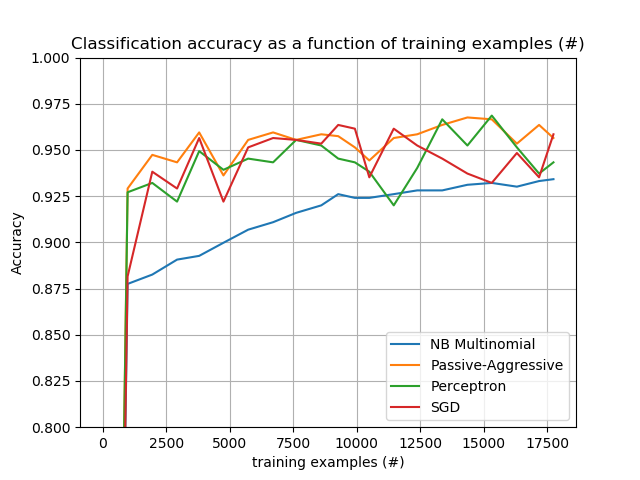 Classification accuracy as a function of training examples (#)
1.000
0.975
0.950
0.925
0.900
0.875
0.850
0.825
0.800
Accuracy
NB Multinomial
Passive-Aggressive
Perceptron
SGD
0 2500 5000 7500 10000 12500 15000 17500
training examples (#)